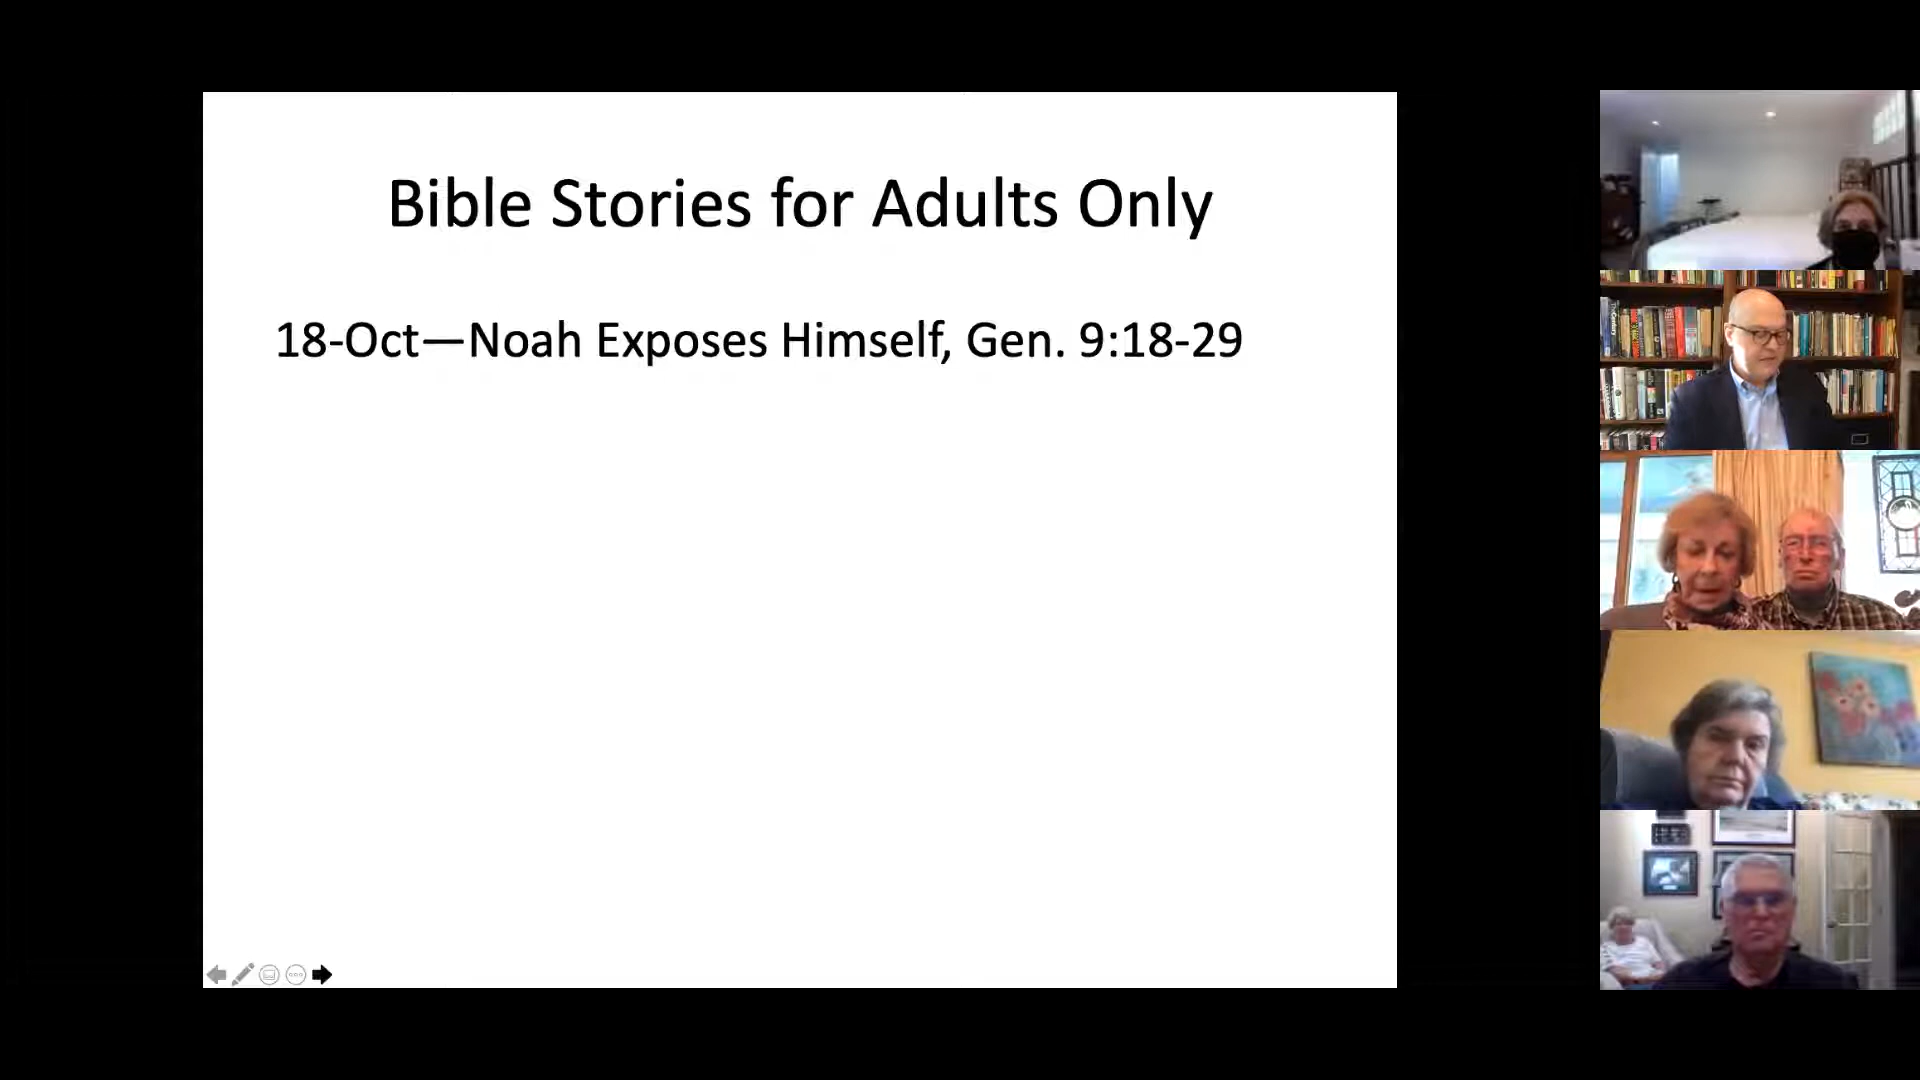 Bible Stories for Adults Only
18-Oct—Noah Exposes Himself, Gen. 9:18-29